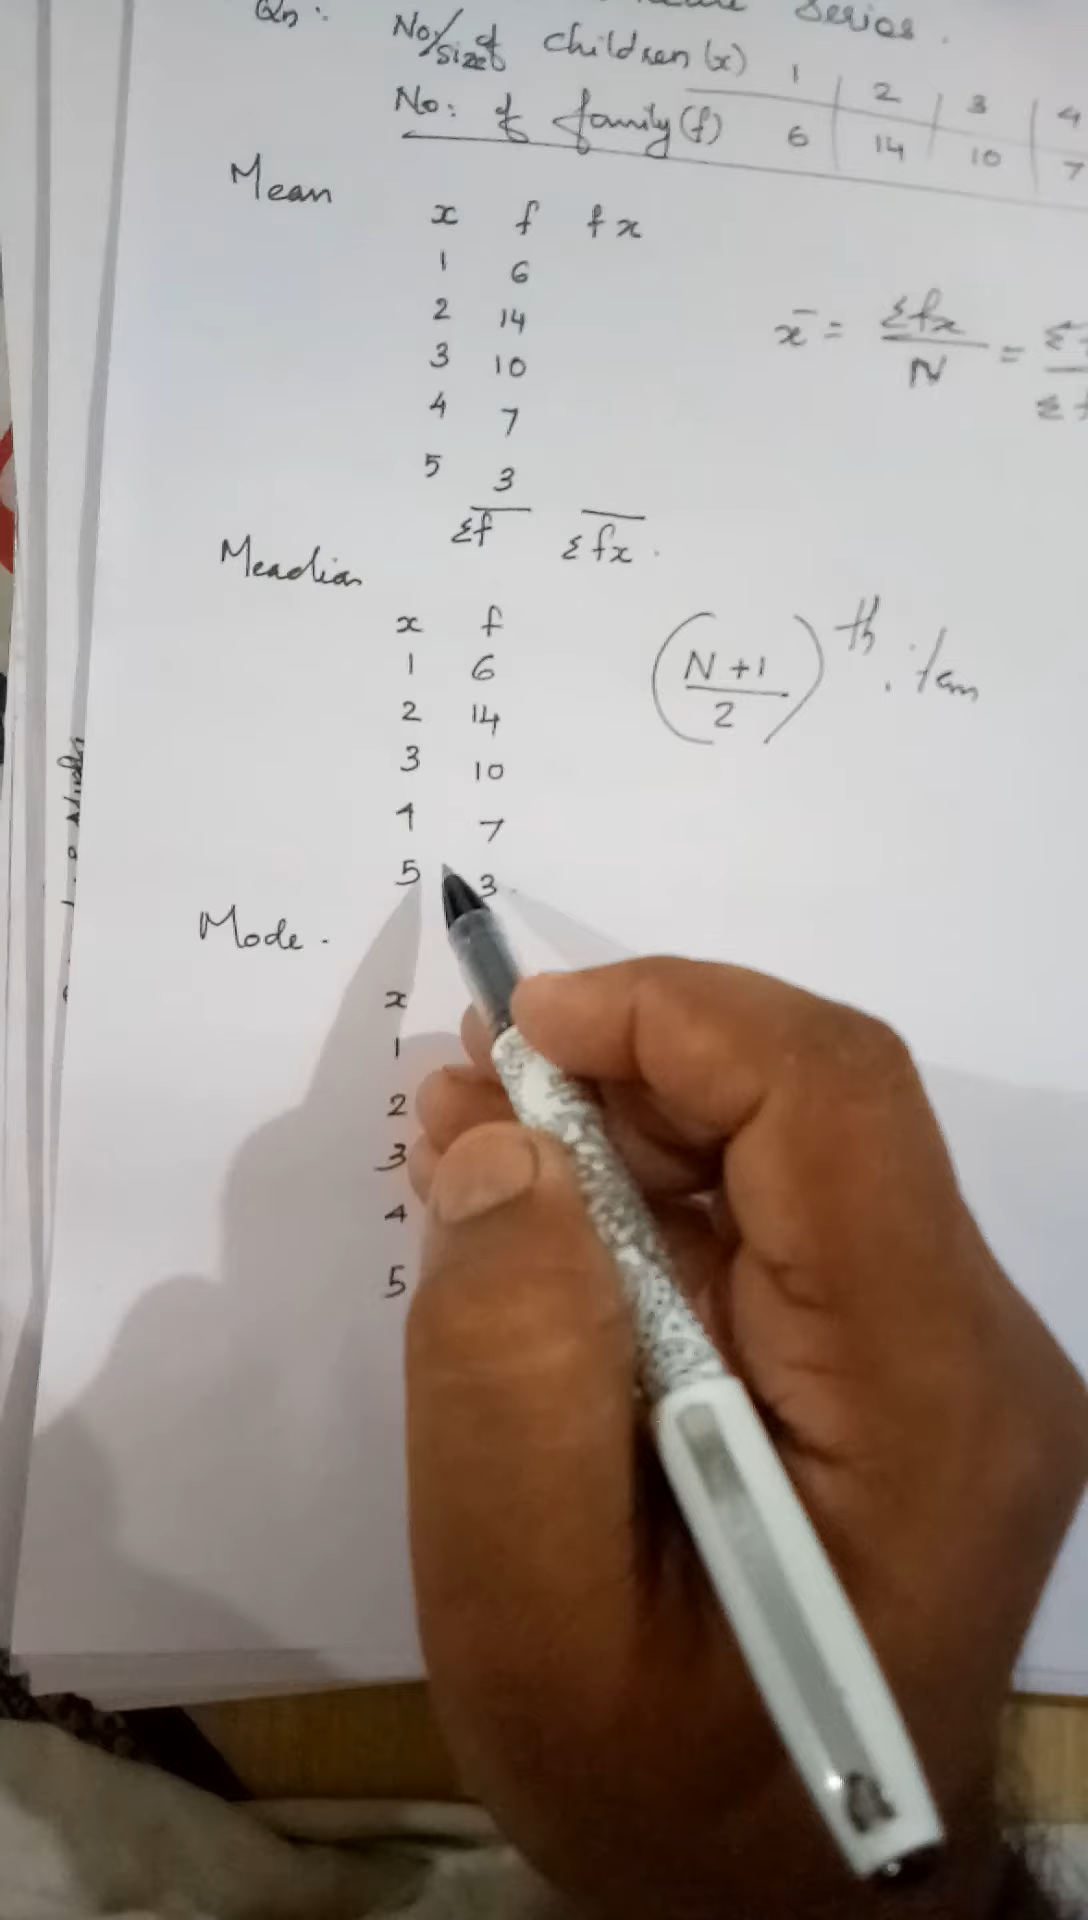 Qn: Series.
No/size of children (x) 1 2 3 4
No: of family (f) 6 14 10 7
Mean
x f fx
1 6
2 14
3 10
4 7
5 3
Σf Σfx.
x̄ = Σfx/N = Σ
Meadian
x f
1 6
2 14
3 10
4 7
5 3
(N+1/2)th item
Mode.
x
1
2
3
4
5